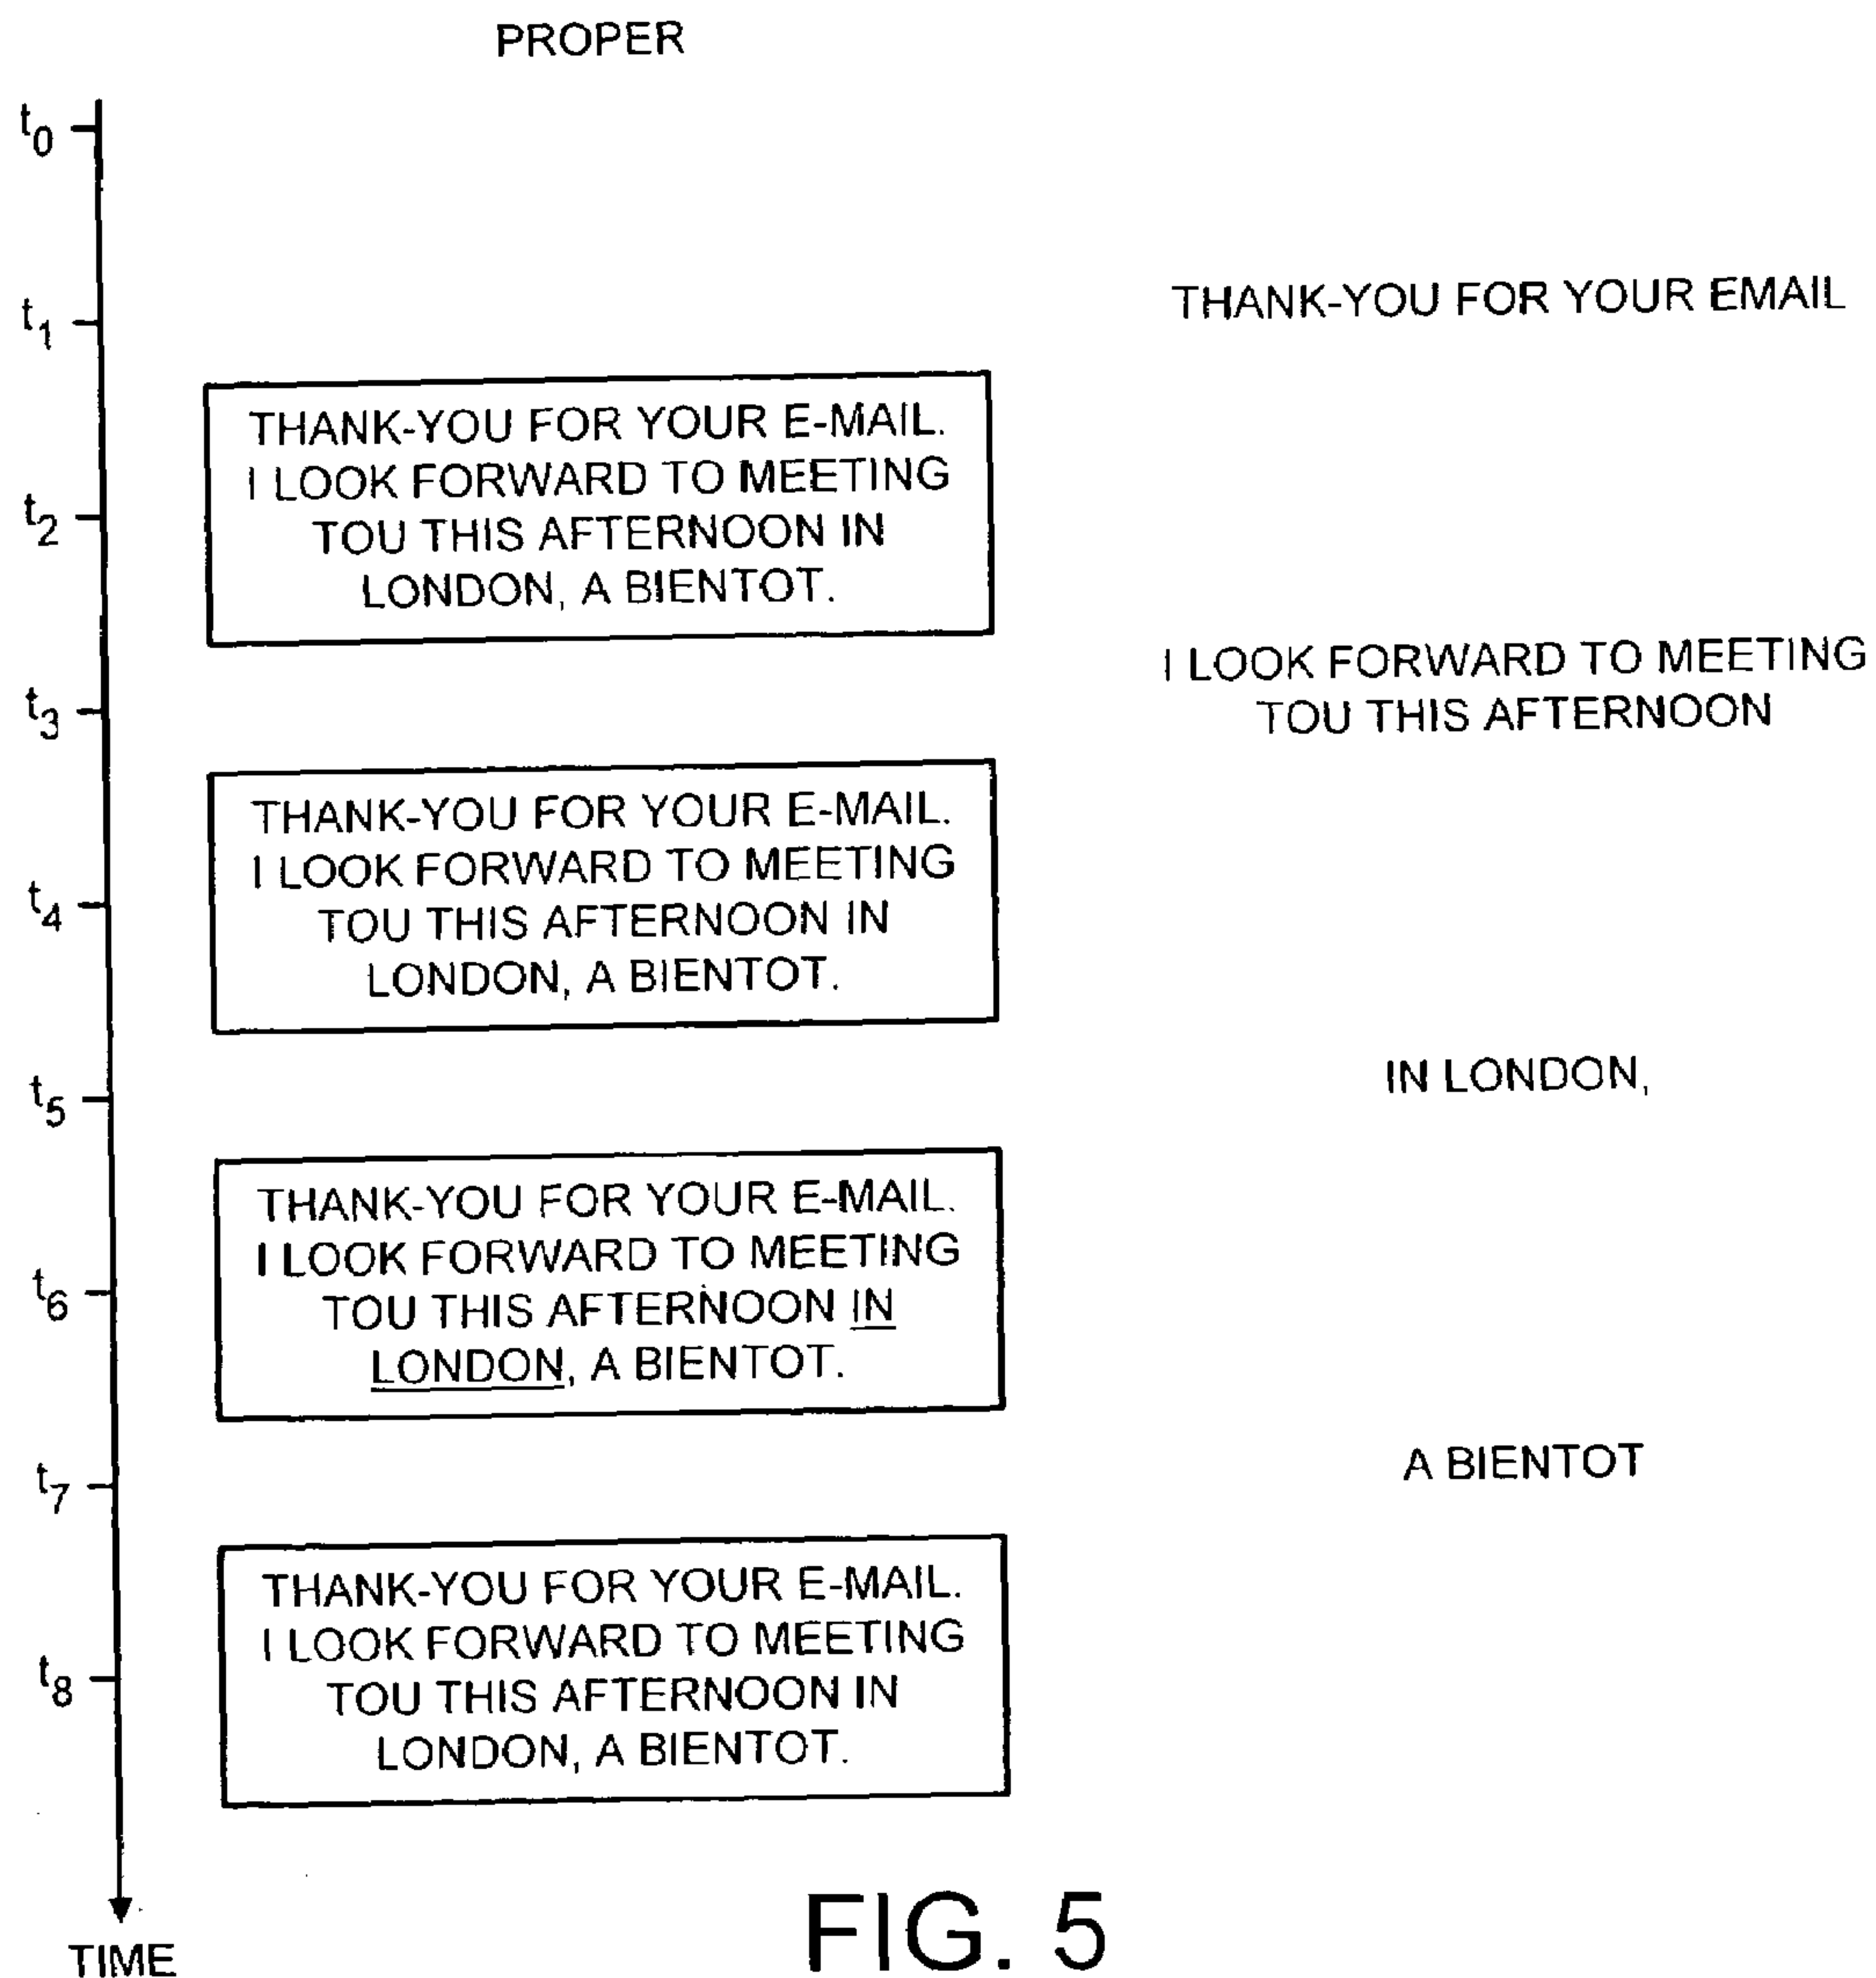 PROPER
t0
THANK-YOU FOR YOUR EMAIL
t1
THANK-YOU FOR YOUR E-MAIL.
I LOOK FORWARD TO MEETING
t2
TOU THIS AFTERNOON IN
LONDON, A BIENTOT.
I LOOK FORWARD TO MEETING
TOU THIS AFTERNOON
t3
THANK-YOU FOR YOUR E-MAIL.
I LOOK FORWARD TO MEETING
t4
TOU THIS AFTERNOON IN
LONDON, A BIENTOT.
IN LONDON,
t5
THANK-YOU FOR YOUR E-MAIL.
I LOOK FORWARD TO MEETING
t6
TOU THIS AFTERNOON IN
LONDON, A BIENTOT.
A BIENTOT
t7
THANK-YOU FOR YOUR E-MAIL.
I LOOK FORWARD TO MEETING
t8
TOU THIS AFTERNOON IN
LONDON, A BIENTOT.
TIME
FIG. 5